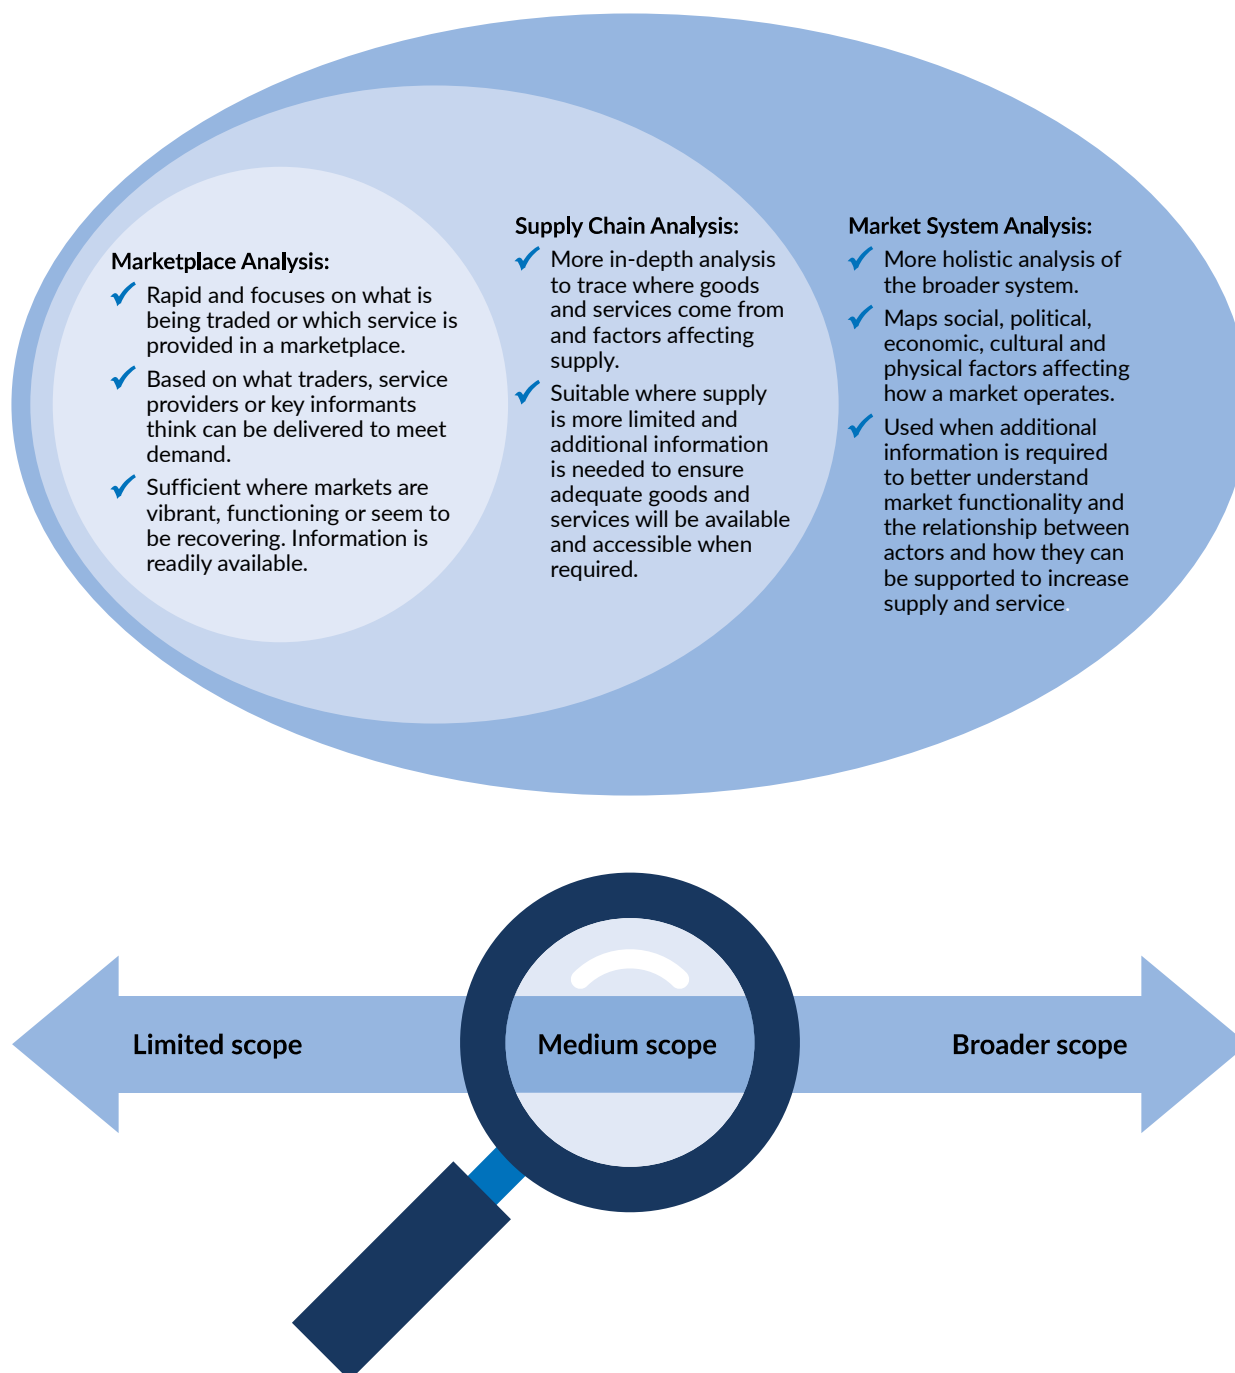 Marketplace Analysis:
Rapid and focuses on what is
being traded or which service is
provided in a marketplace.
Based on what traders, service
providers or key informants
think can be delivered to meet
demand.
Sufficient where markets are
vibrant, functioning or seem to
be recovering. Information is
readily available.
Supply Chain Analysis:
More in-depth analysis
to trace where goods
and services come from
and factors affecting
supply.
Suitable where supply
is more limited and
additional information
is needed to ensure
adequate goods and
services will be available
and accessible when
required.
Market System Analysis:
More holistic analysis of
the broader system.
Maps social, political,
economic, cultural and
physical factors affecting
how a market operates.
Used when additional
information is required
to better understand
market functionality and
the relationship between
actors and how they can
be supported to increase
supply and service.
Limited scope
Medium scope
Broader scope